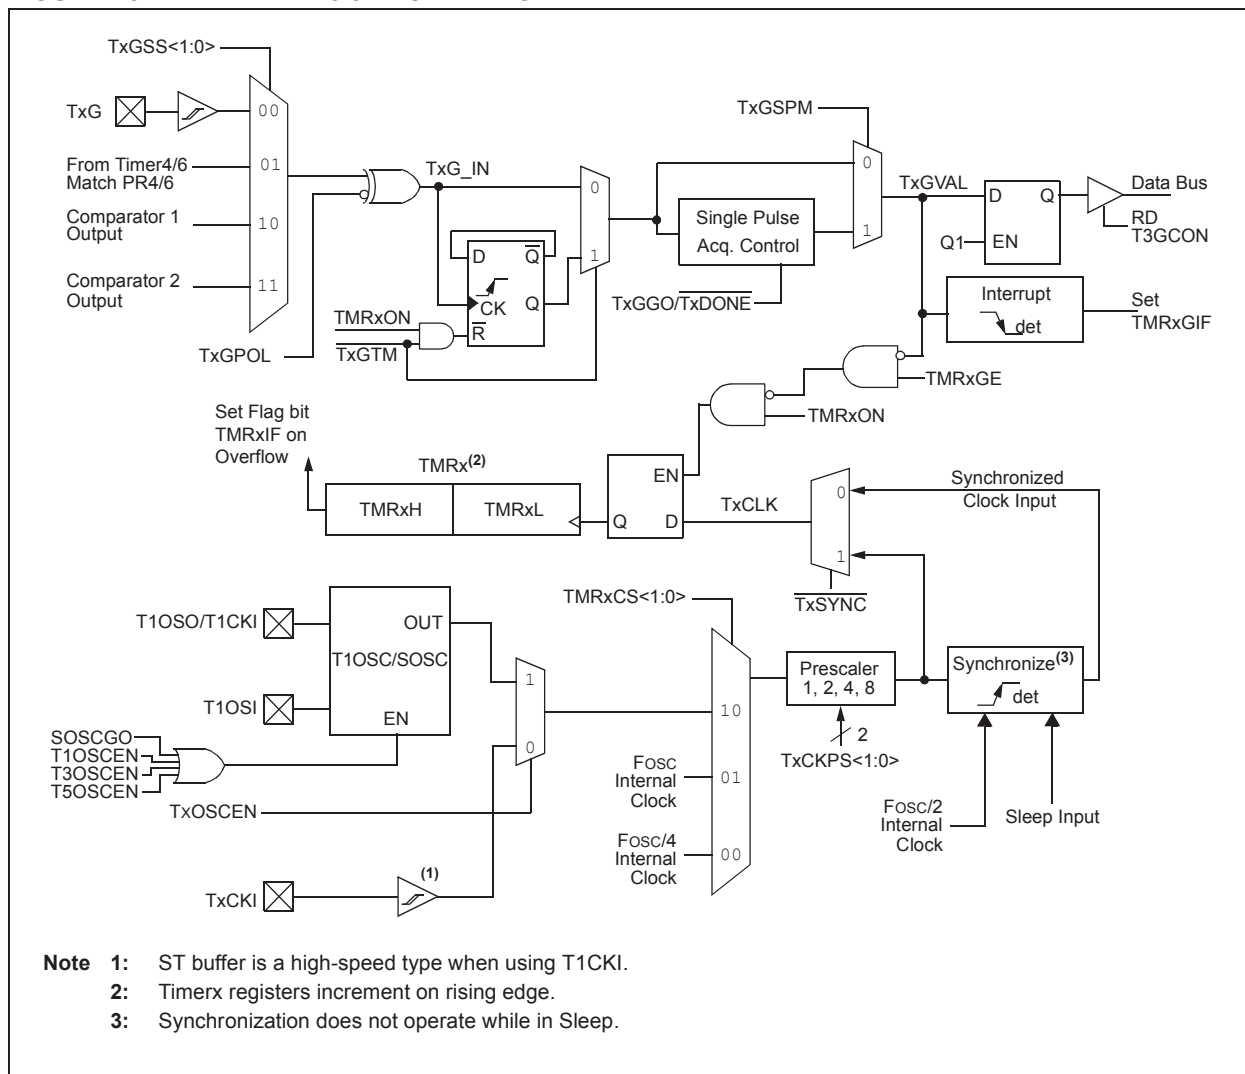 TxGSS<1:0>
TxG
00
TxGSPM
From Timer4/6
Match PR4/6
01
TxG_IN
0
0
TxGVAL
D
Q
Data Bus
Comparator 1
Output
10
Single Pulse
Acq. Control
RD
T3GCON
Q1
EN
D
Q
1
1
Comparator 2
Output
11
CK
Q
TxGGO/TxDONE
Interrupt
det
Set
TMRxGIF
TMRxON
R
TxGTM
TxGPOL
TMRxGE
TMRxON
Set Flag bit
TMRxIF on
Overflow
TMRx(2)
EN
TMRxH
TMRxL
Q
D
TxCLK
0
1
Synchronized
Clock Input
TxSYNC
TMRxCS<1:0>
T1OSO/T1CKI
OUT
T1OSC/SOSC
T1OSI
EN
1
Prescaler
1, 2, 4, 8
Synchronize(3)
det
10
SOSCGO
T1OSCEN
T3OSCEN
T5OSCEN
0
2
TxCKPS<1:0>
FOSC
Internal
Clock
01
TxOSCEN
FOSC/2
Internal
Clock
Sleep Input
FOSC/4
Internal
Clock
00
(1)
TxCKI
Note 1: ST buffer is a high-speed type when using T1CKI.
2: Timerx registers increment on rising edge.
3: Synchronization does not operate while in Sleep.